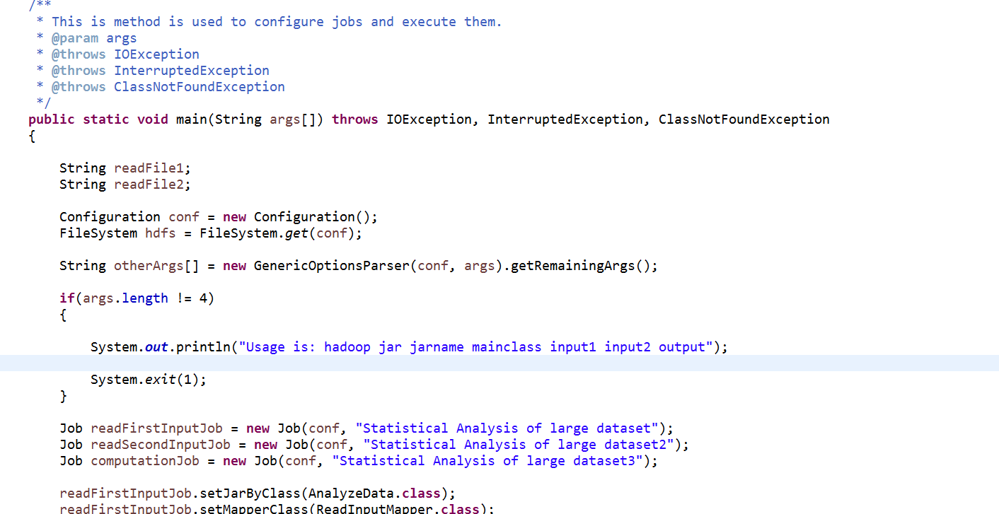 /**
* This is method is used to configure jobs and execute them.
* @param args
* @throws IOException
* @throws InterruptedException
* @throws ClassNotFoundException
*/
public static void main(String args[]) throws IOException, InterruptedException, ClassNotFoundException
{
String readFile1;
String readFile2;
Configuration conf = new Configuration();
FileSystem hdfs = FileSystem.get(conf);
String otherArgs[] = new GenericOptionsParser(conf, args).getRemainingArgs();
if(args.length != 4)
{
System.out.println("Usage is: hadoop jar jarname mainclass input1 input2 output");
System.exit(1);
}
Job readFirstInputJob = new Job(conf, "Statistical Analysis of large dataset");
Job readSecondInputJob = new Job(conf, "Statistical Analysis of large dataset2");
Job computationJob = new Job(conf, "Statistical Analysis of large dataset3");
readFirstInputJob.setJarByClass(AnalyzeData.class);
readFirstInputJob.setMapperClass(ReadInputMapper.class);